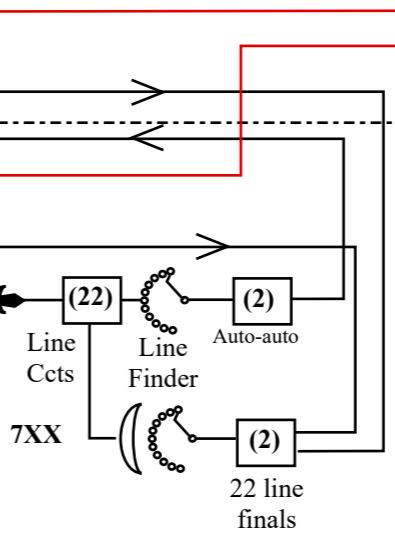 (22)
(2)
Line
Ccts
Line
Finder
Auto-auto
7XX
(2)
22 line
finals